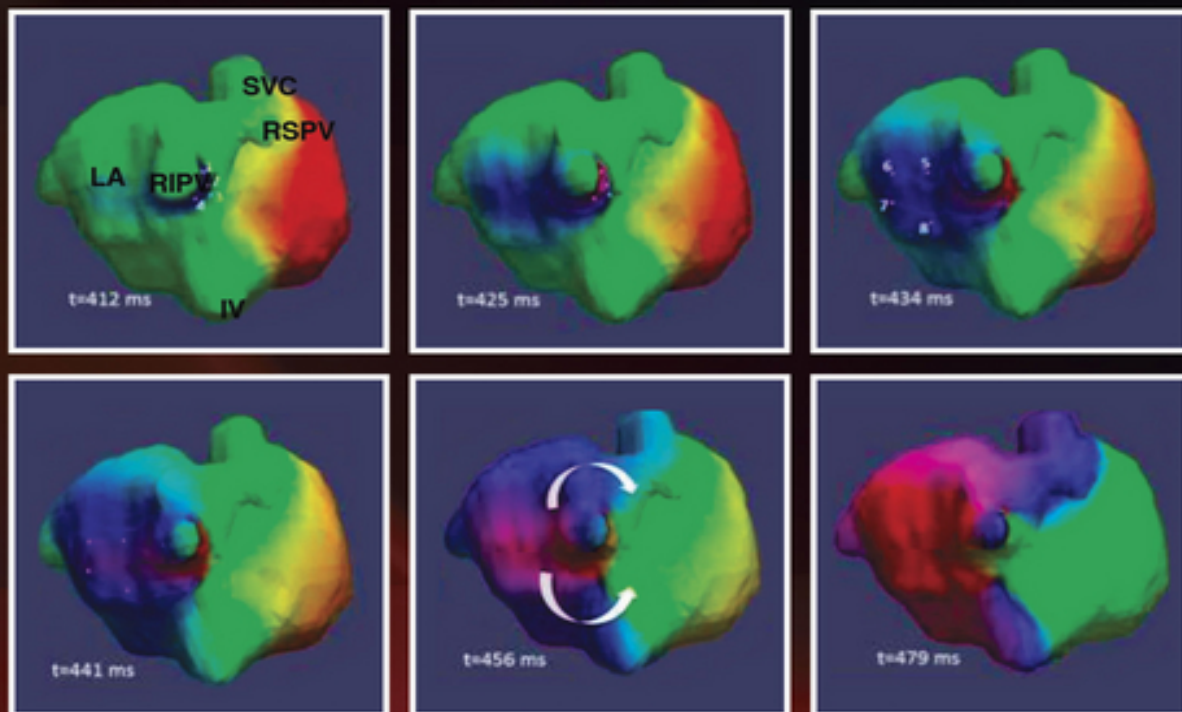 SVC
RSPV
LA
RIPV
IV
t=412 ms
t=425 ms
6 5
7
8
t=434 ms
t=441 ms
t=456 ms
t=479 ms